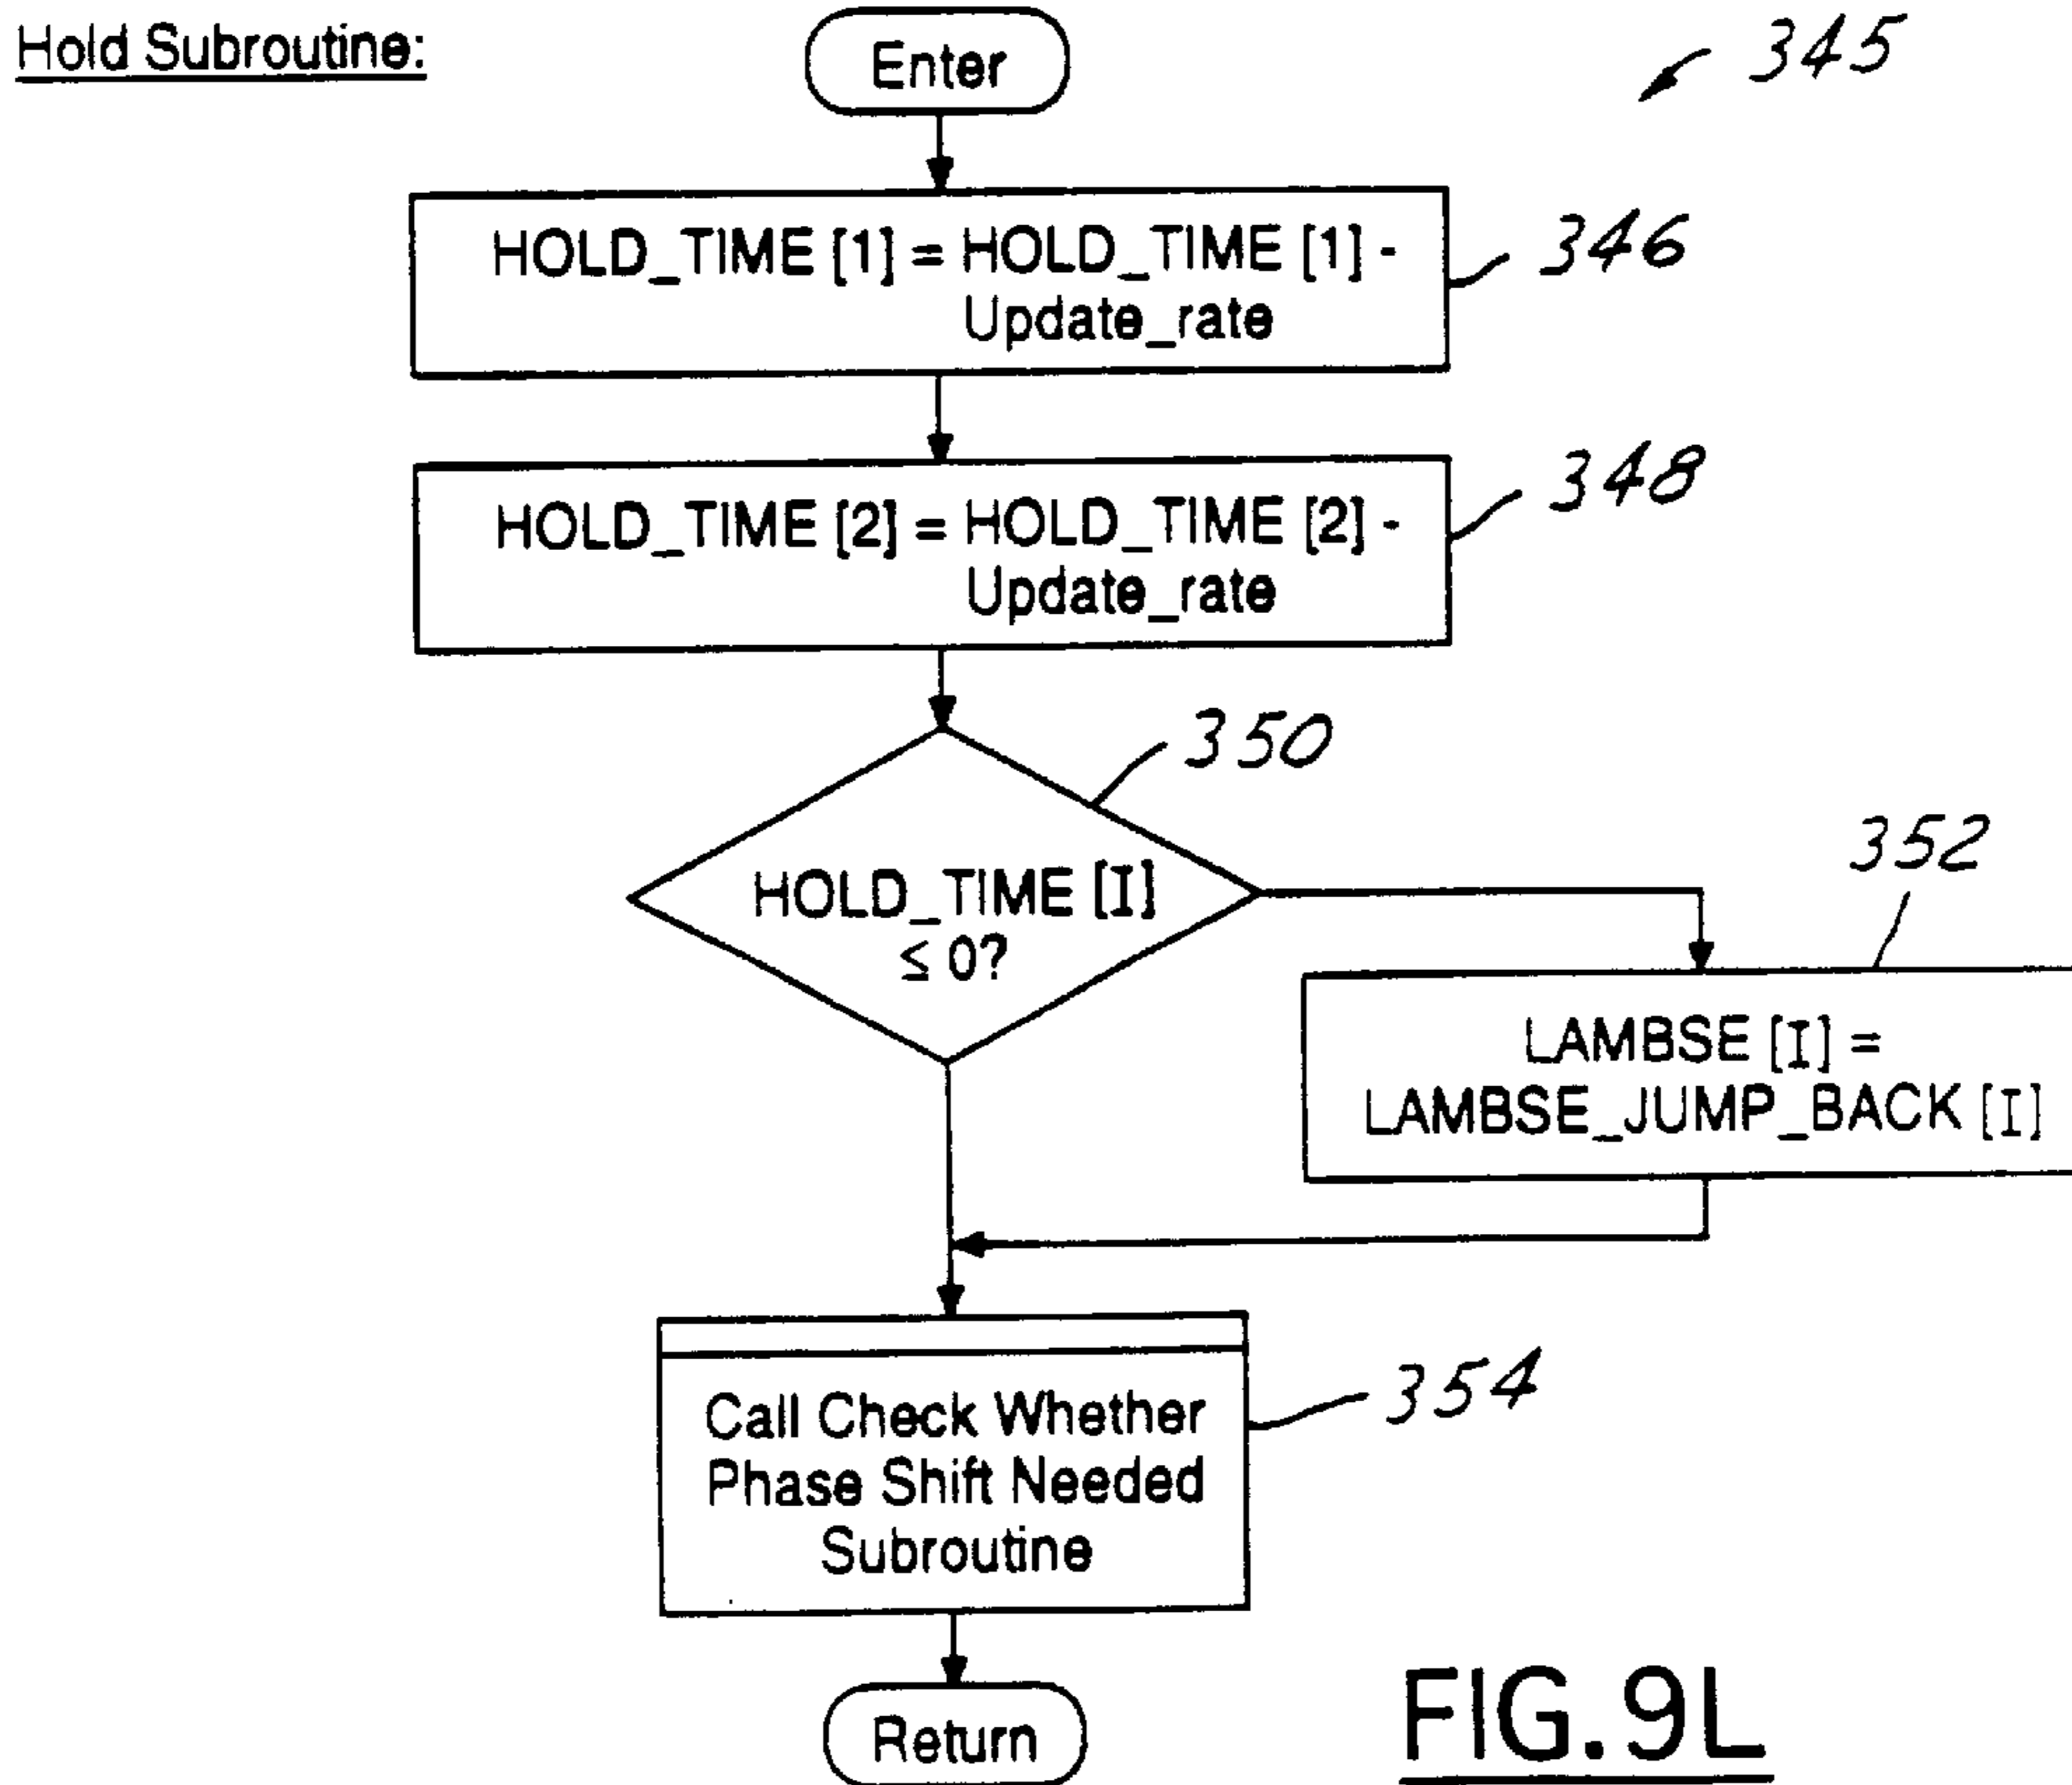 Hold Subroutine:
Enter
345
HOLD_TIME [1] = HOLD_TIME [1] -
Update_rate
346
HOLD_TIME [2] = HOLD_TIME [2] -
Update_rate
348
350
HOLD_TIME [I]
≤ 0?
352
LAMBSE [I] =
LAMBSE_JUMP_BACK [I]
Call Check Whether
Phase Shift Needed
Subroutine
354
Return
FIG.9L